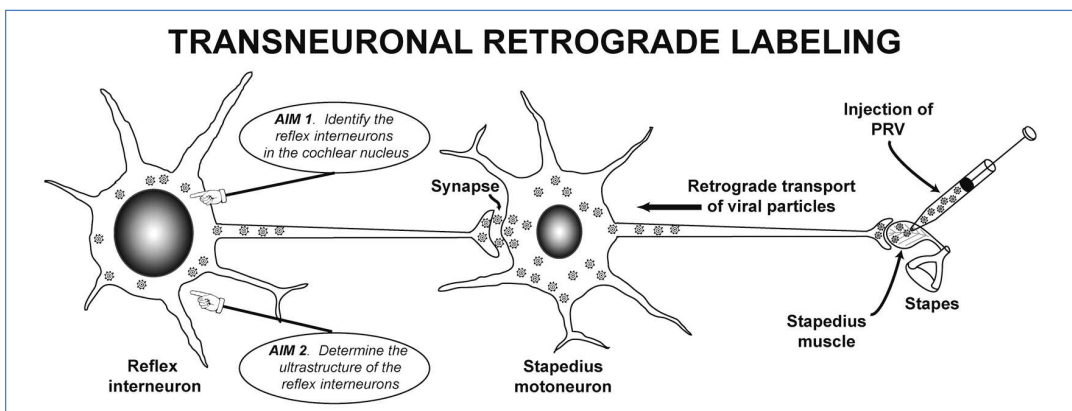 TRANSNEURONAL RETROGRADE LABELING
AIM 1. Identify the
reflex interneurons
in the cochlear nucleus
Injection of
PRV
Synapse
Retrograde transport
of viral particles
Stapes
Stapedius
muscle
AIM 2. Determine the
ultrastructure of the
reflex interneurons
Reflex
interneuron
Stapedius
motoneuron